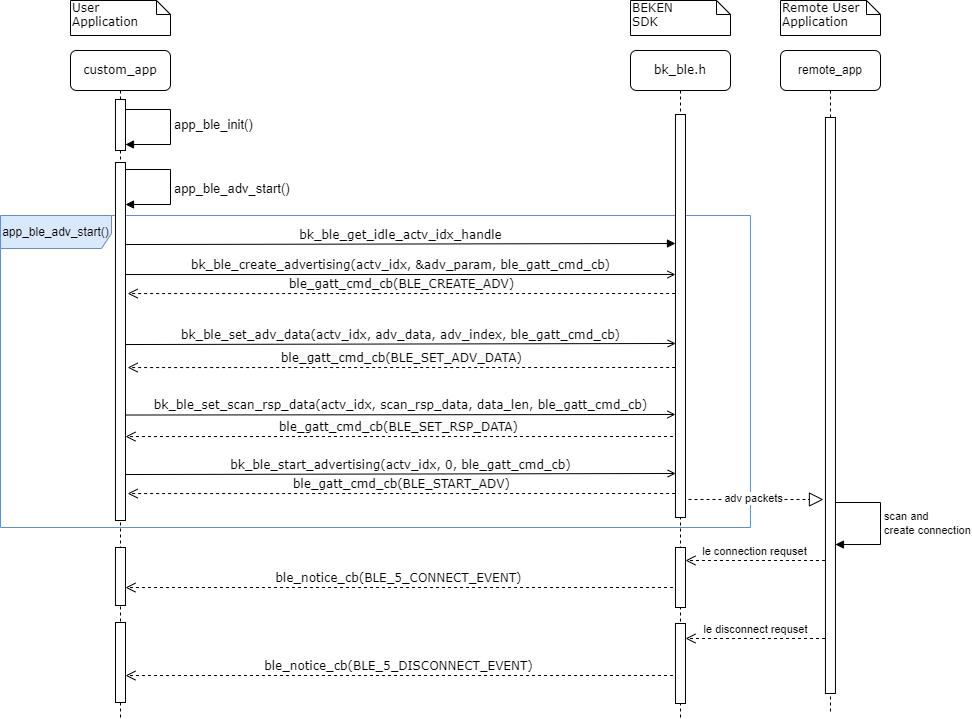 User
Application
BEKEN
SDK
Remote User
Application
custom_app
bk_ble.h
remote_app
app_ble_init()
app_ble_adv_start()
app_ble_adv_start()
bk_ble_get_idle_actv_idx_handle
bk_ble_create_advertising(actv_idx, &adv_param, ble_gatt_cmd_cb)
ble_gatt_cmd_cb(BLE_CREATE_ADV)
bk_ble_set_adv_data(actv_idx, adv_data, adv_index, ble_gatt_cmd_cb)
ble_gatt_cmd_cb(BLE_SET_ADV_DATA)
bk_ble_set_scan_rsp_data(actv_idx, scan_rsp_data, data_len, ble_gatt_cmd_cb)
ble_gatt_cmd_cb(BLE_SET_RSP_DATA)
bk_ble_start_advertising(actv_idx, 0, ble_gatt_cmd_cb)
ble_gatt_cmd_cb(BLE_START_ADV)
adv packets
scan and
create connection
le connection requset
ble_notice_cb(BLE_5_CONNECT_EVENT)
le disconnect requset
ble_notice_cb(BLE_5_DISCONNECT_EVENT)